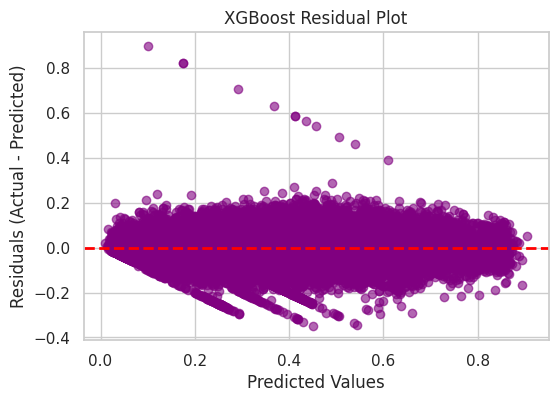 XGBoost Residual Plot
Residuals (Actual - Predicted)
0.8
0.6
0.4
0.2
0.0
−0.2
−0.4
0.0 0.2 0.4 0.6 0.8
Predicted Values